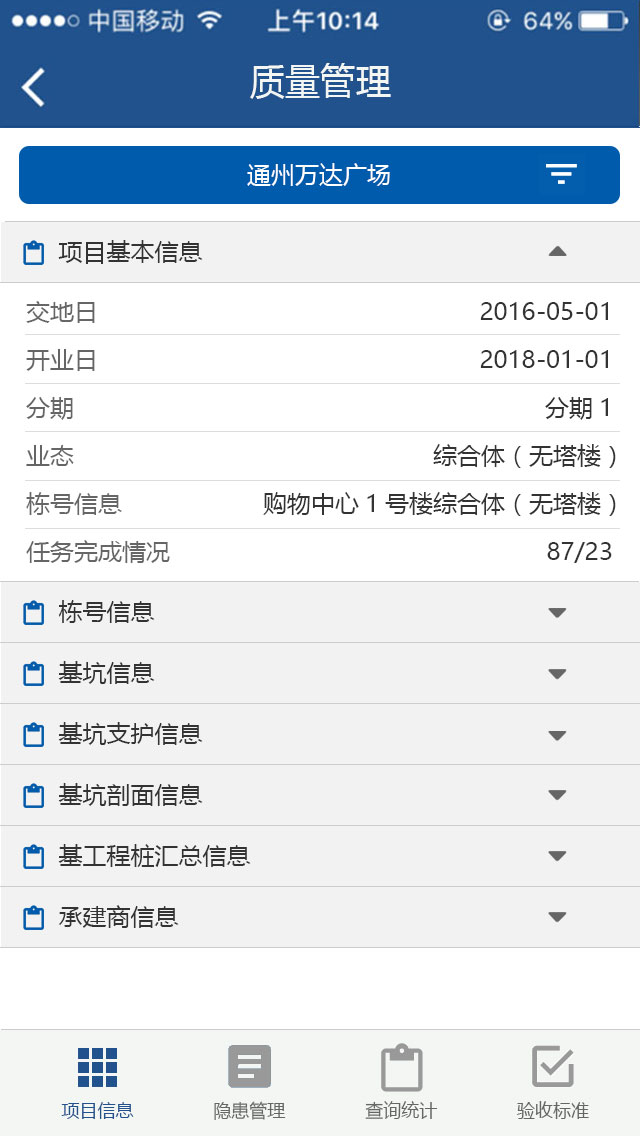 中国移动 上午10:14 64%
质量管理
通州万达广场
项目基本信息
交地日 2016-05-01
开业日 2018-01-01
分期 分期 1
业态 综合体（无塔楼）
栋号信息 购物中心 1 号楼综合体（无塔楼）
任务完成情况 87/23
栋号信息
基坑信息
基坑支护信息
基坑剖面信息
基工程桩汇总信息
承建商信息
项目信息 隐患管理 查询统计 验收标准